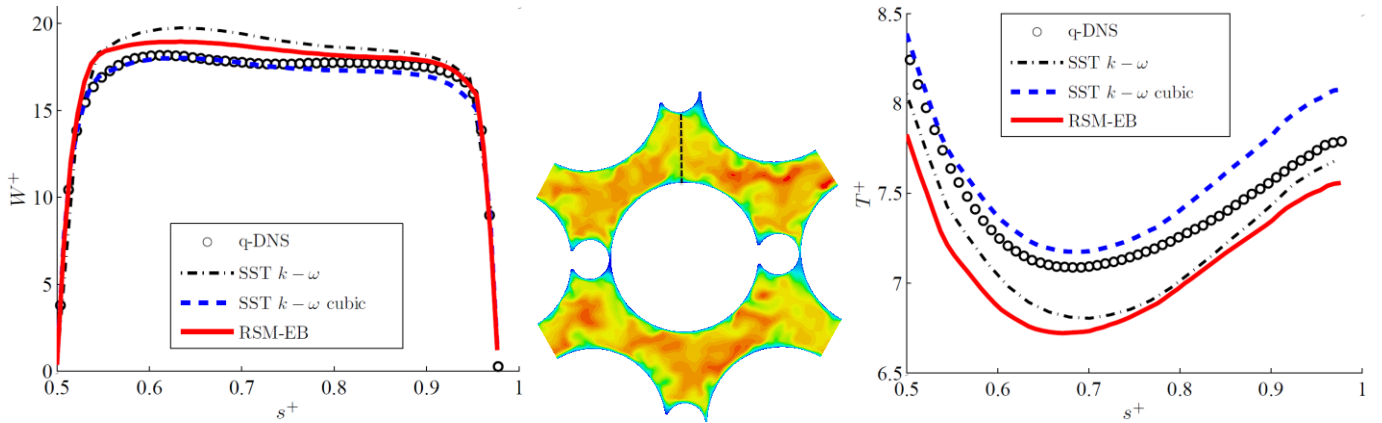 20
15
10
5
0
W+
q-DNS
SST k − ω
SST k − ω cubic
RSM-EB
0.5
0.6
0.7
0.8
0.9
1
s+
8.5
8
7.5
7
6.5
T+
q-DNS
SST k − ω
SST k − ω cubic
RSM-EB
0.5
0.6
0.7
0.8
0.9
1
s+